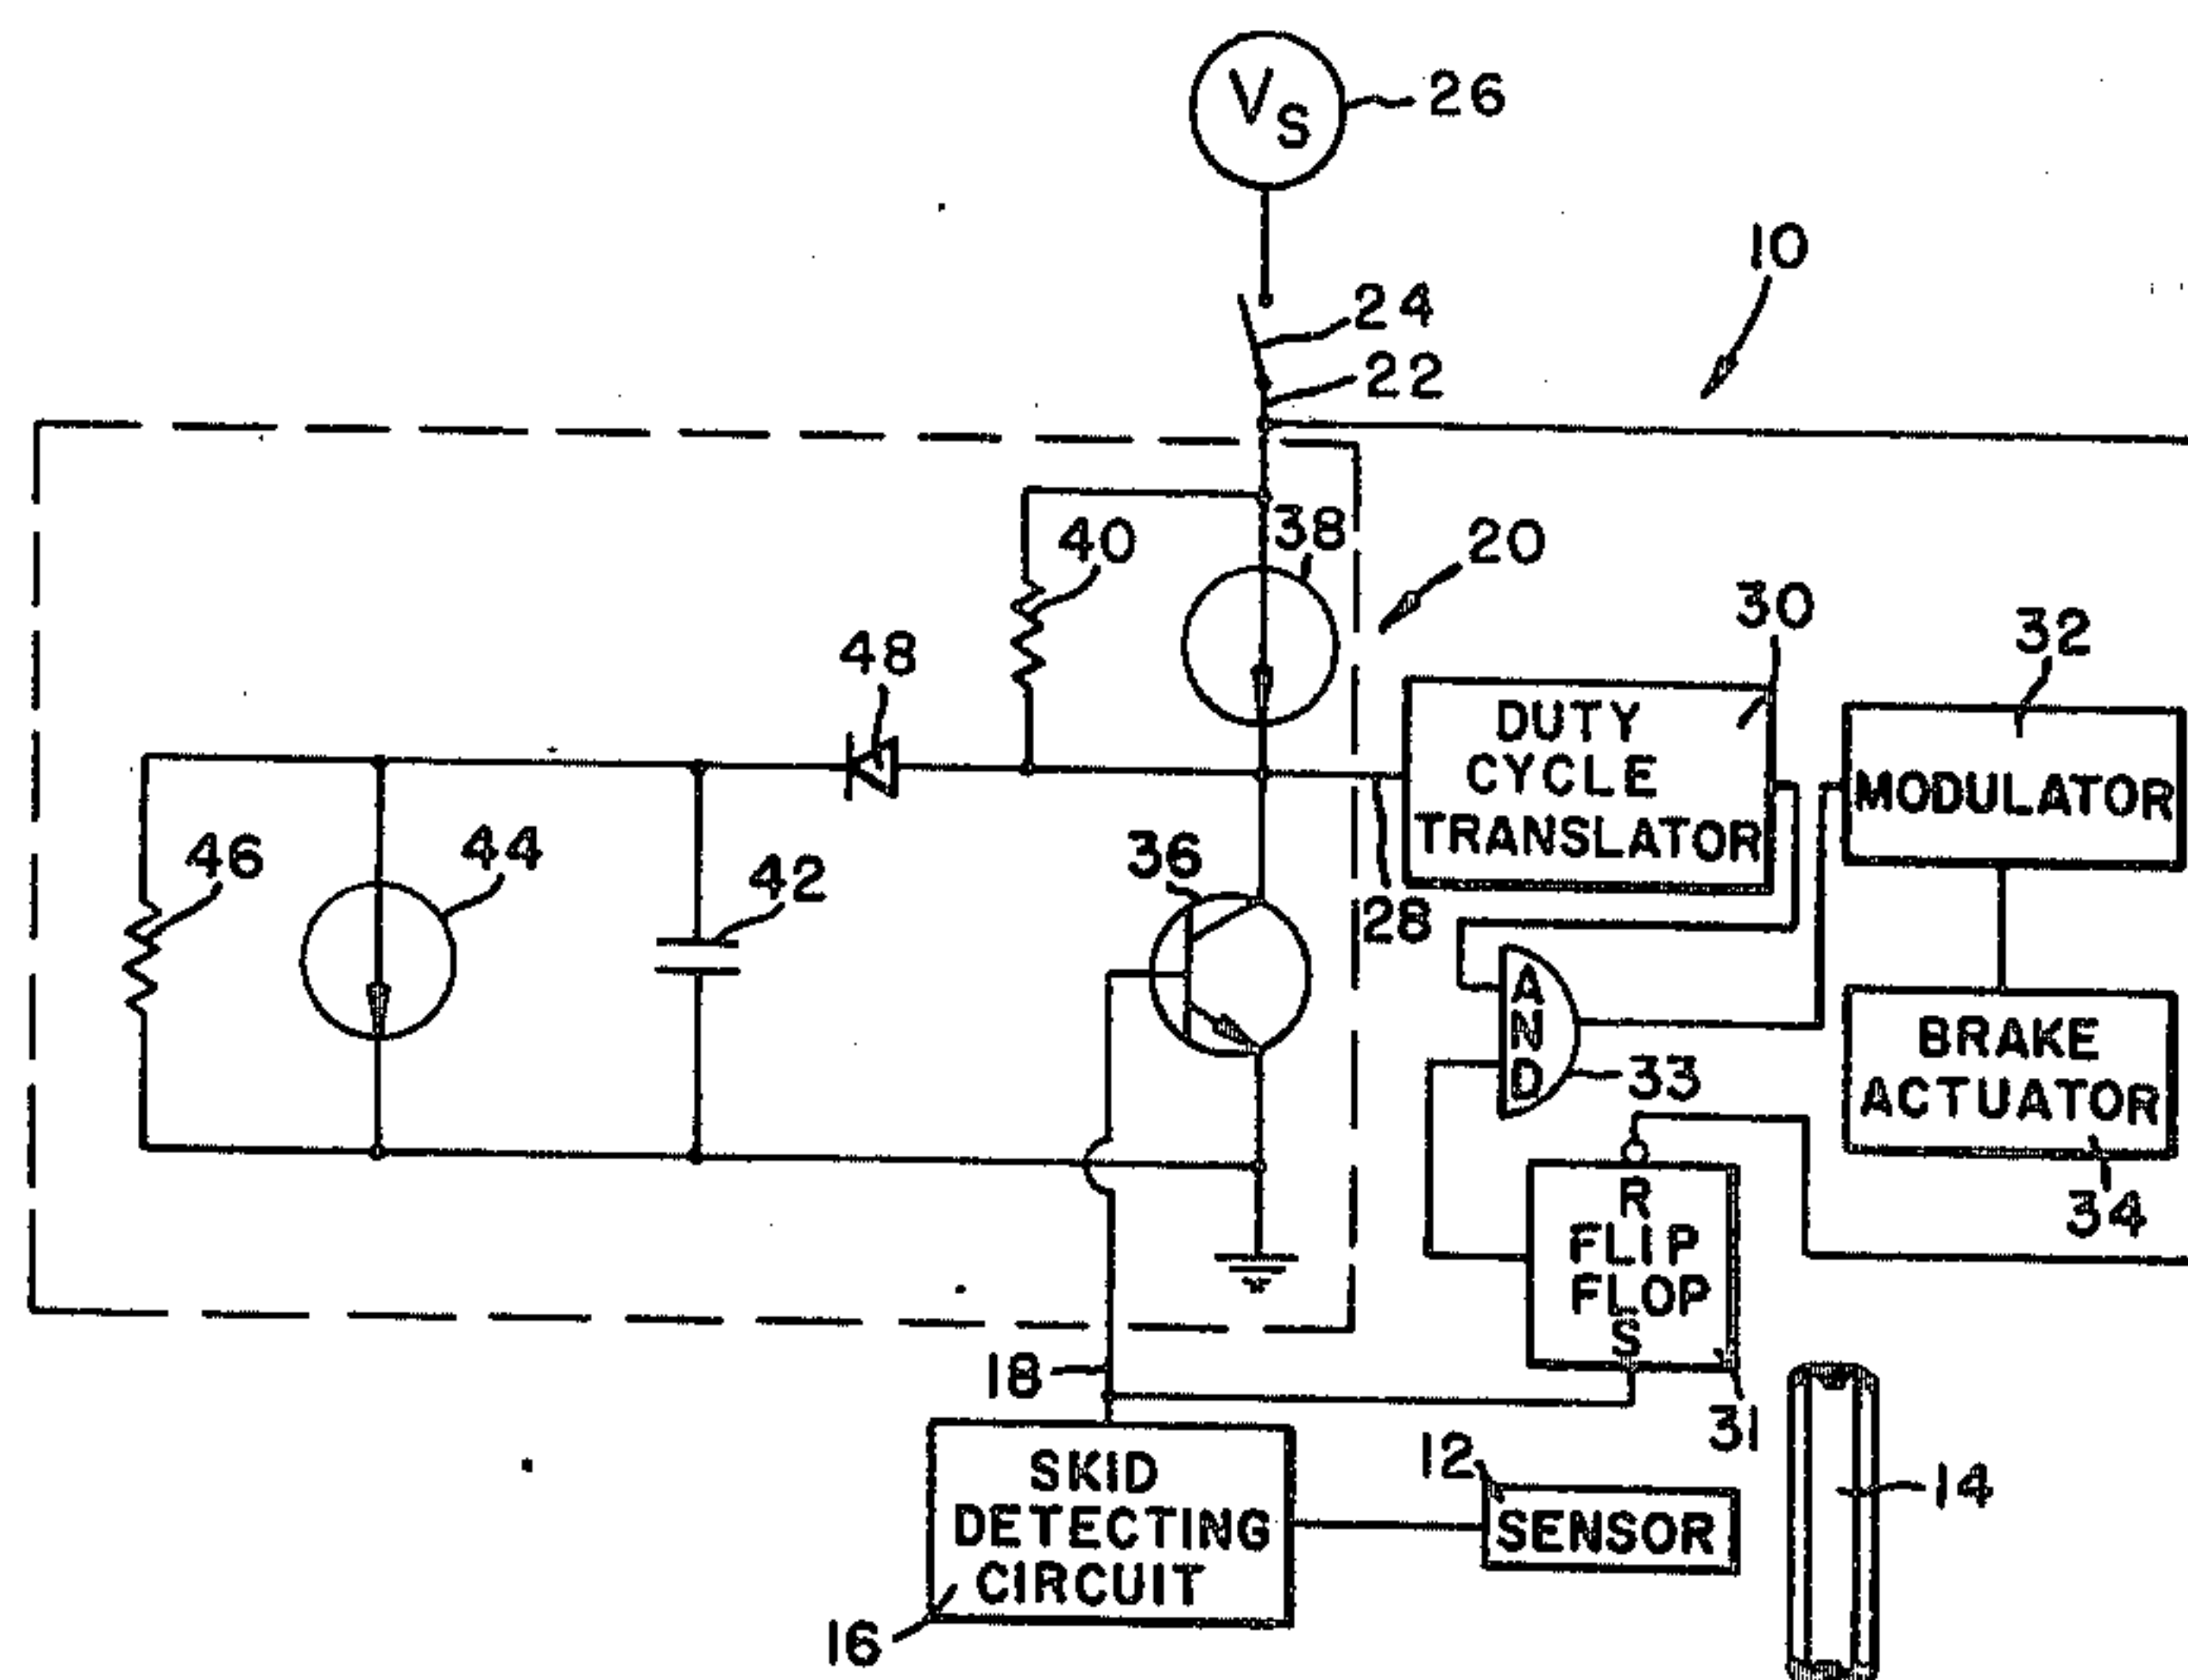 VS
26
10
24
22
38
40
20
30
32
48
DUTY
CYCLE
TRANSLATOR
MODULATOR
46
44
42
36
28
AND
33
BRAKE
ACTUATOR
34
R
FLIP
FLOP
S
31
18
12
SENSOR
14
SKID
DETECTING
CIRCUIT
16